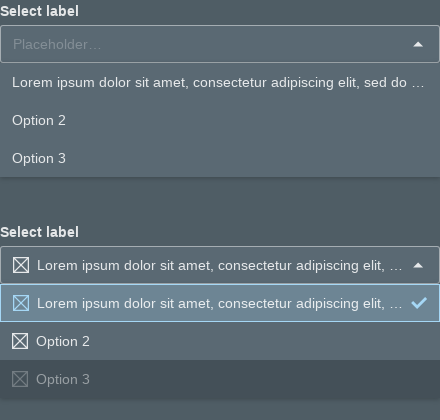 Select label
Placeholder...
Lorem ipsum dolor sit amet, consectetur adipiscing elit, sed do ...
Option 2
Option 3
Select label
Lorem ipsum dolor sit amet, consectetur adipiscing elit, ...
Lorem ipsum dolor sit amet, consectetur adipiscing elit, ...
Option 2
Option 3